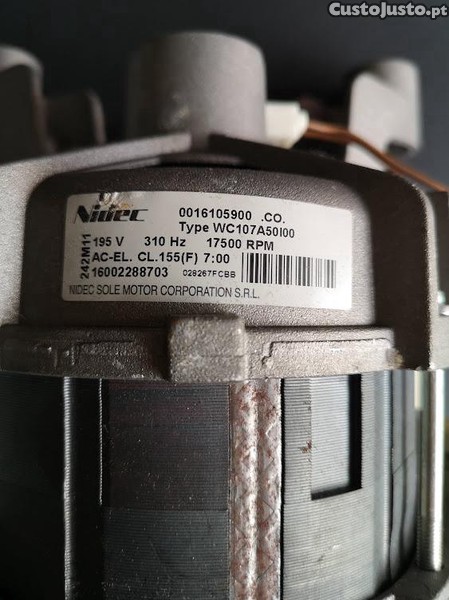 CustoJusto.pt
Nidec
0016105900 .CO.
Type WC107A50I00
195 V 310 Hz 17500 RPM
AC-EL. CL.155(F) 7:00
16002288703 028267FCBB
NIDEC SOLE MOTOR CORPORATION S.R.L.
242M11